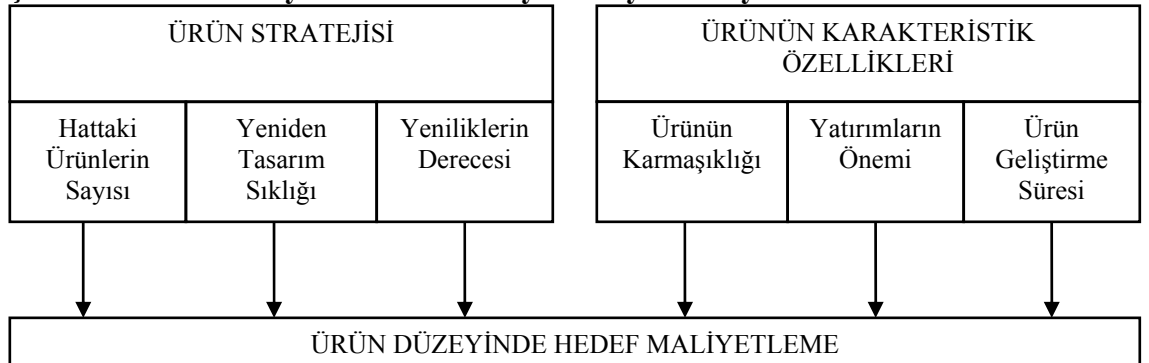 ÜRÜN STRATEJİSİ
ÜRÜNÜN KARAKTERİSTİK
ÖZELLİKLERİ
Hattaki
Ürünlerin
Sayısı
Yeniden
Tasarım
Sıklığı
Yeniliklerin
Derecesi
Ürünün
Karmaşıklığı
Yatırımların
Önemi
Ürün
Geliştirme
Süresi
ÜRÜN DÜZEYİNDE HEDEF MALİYETLEME